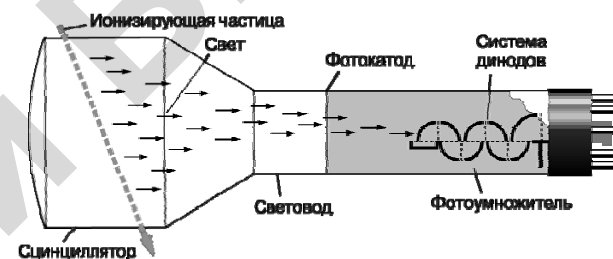 Ионизирующая частица
Свет
Фотокатод
Система
динодов
Световод
Фотоумножитель
Сцинциллятор